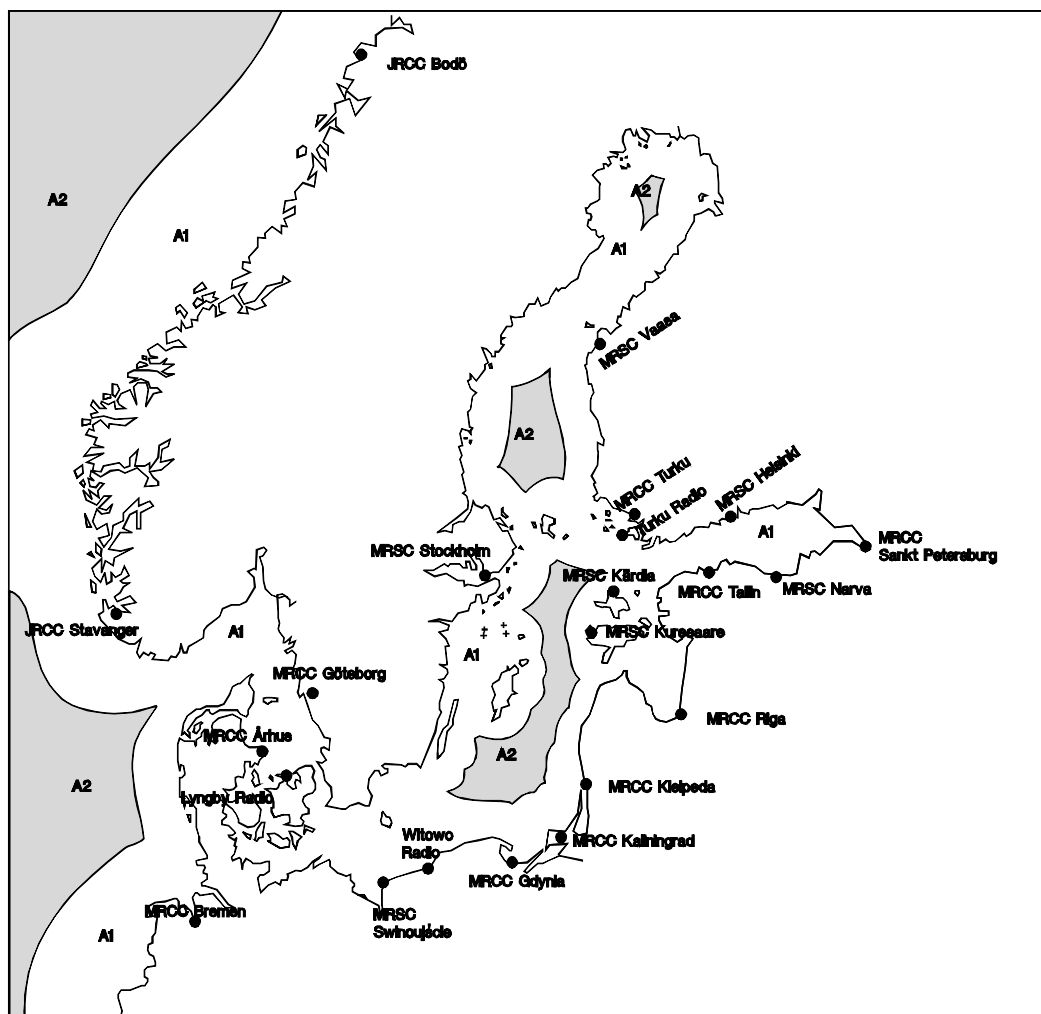 JRCC Bodö
A2
A2
A1
A1
MRSC Vaasa
A2
MRCC Turku
MRSC Helsinki
Turku Radio
A1
MRCC
Sankt Petersburg
MRSC Stockholm
MRSC Kärdla
MRCC Tallin
MRSC Narva
JRCC Stavanger
A1
MRSC Kuresaare
A1
MRCC Göteborg
MRCC Riga
MRCC Århus
A2
A2
MRCC Klaipeda
Lyngby Radio
Witowo
Radio
MRCC Kaliningrad
MRCC Gdynia
MRCC Bremen
MRSC
Swinoujście
A1